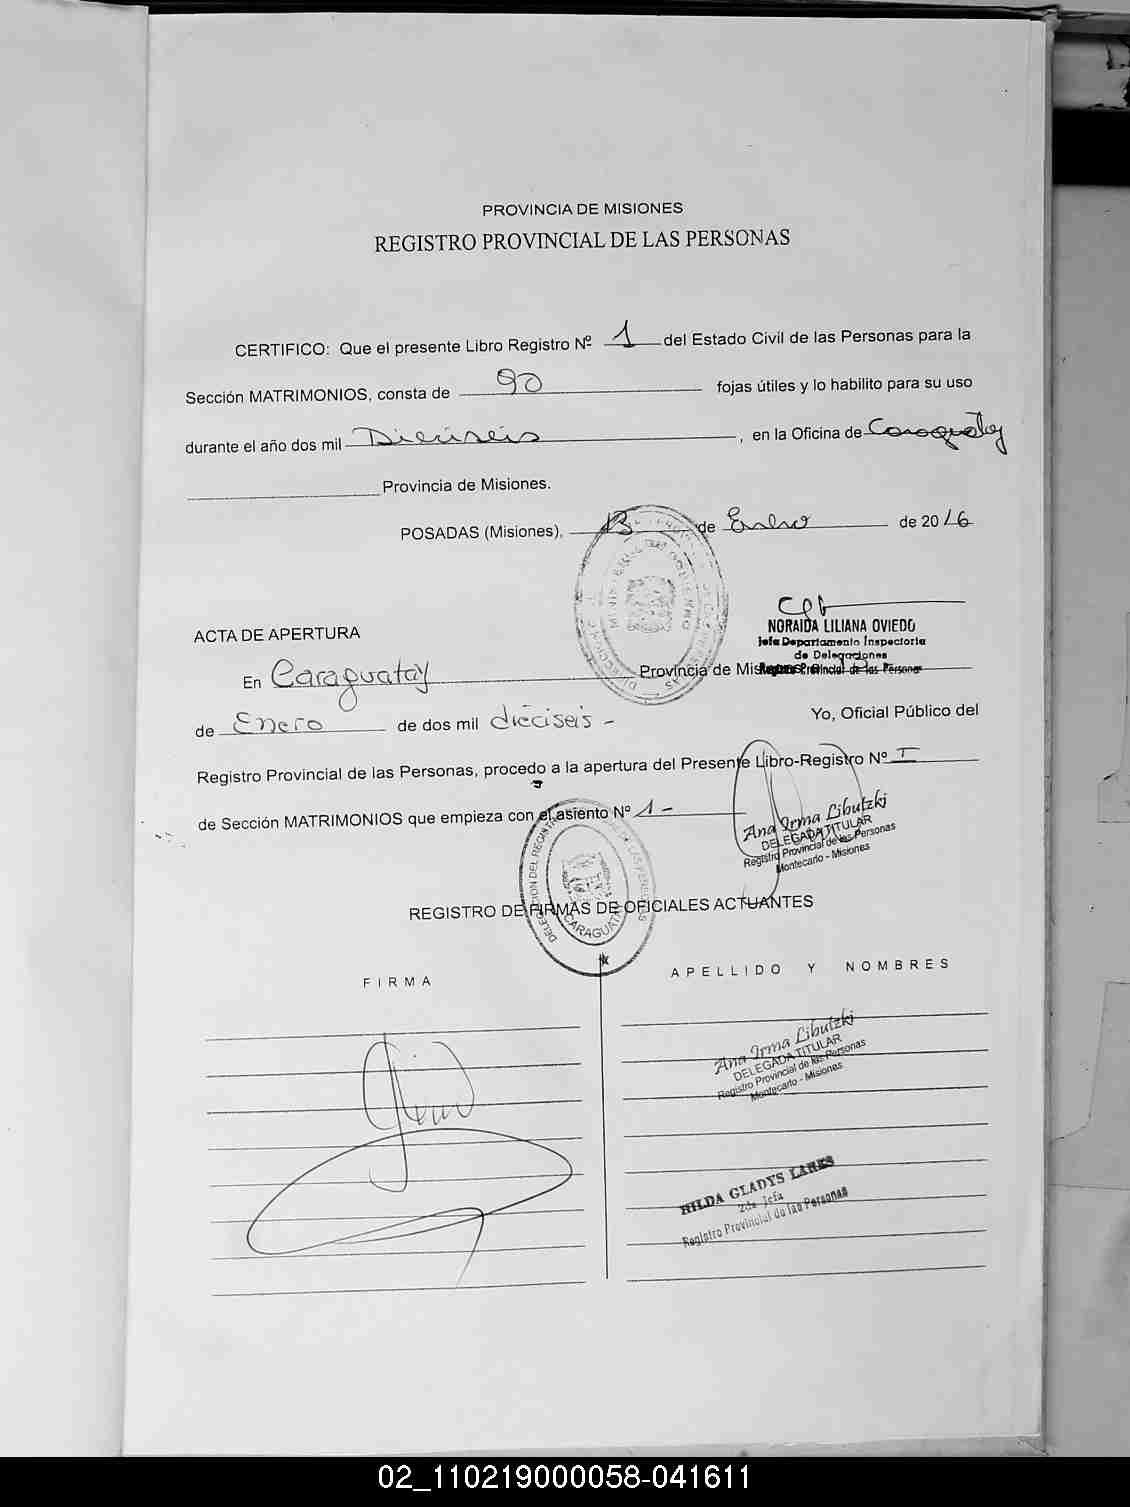 PROVINCIA DE MISIONES
REGISTRO PROVINCIAL DE LAS PERSONAS
CERTIFICO: Que el presente Libro Registro Nº 1 del Estado Civil de las Personas para la
Sección MATRIMONIOS, consta de 90 fojas útiles y lo habilito para su uso
durante el año dos mil Dieciseis, en la Oficina de Caraguatay
Provincia de Misiones.
POSADAS (Misiones), 13 de Enero de 2016
NORAIDA LILIANA OVIEDO
Jefa Departamento Inspectoria
de Delegaciones
Registro Provincial de las Personas
ACTA DE APERTURA
En Caraguatay Provincia de Misiones
de Enero de dos mil dieciseis - Yo, Oficial Público del
Registro Provincial de las Personas, procedo a la apertura del Presente Libro-Registro Nº I
de Sección MATRIMONIOS que empieza con el asiento Nº 1 -
Ana Irma Libutzki
DELEGADA TITULAR
Registro Provincial de las Personas
Montecarlo - Misiones
CARAGUATAY
REGISTRO DE FIRMAS DE OFICIALES ACTUANTES
FIRMA
APELLIDO Y NOMBRES
Ana Irma Libutzki
DELEGADA TITULAR
Registro Provincial de las Personas
Montecarlo - Misiones
HILDA GLADYS LARES
2da Jefa
Registro Provincial de las Personas
02_110219000058-041611